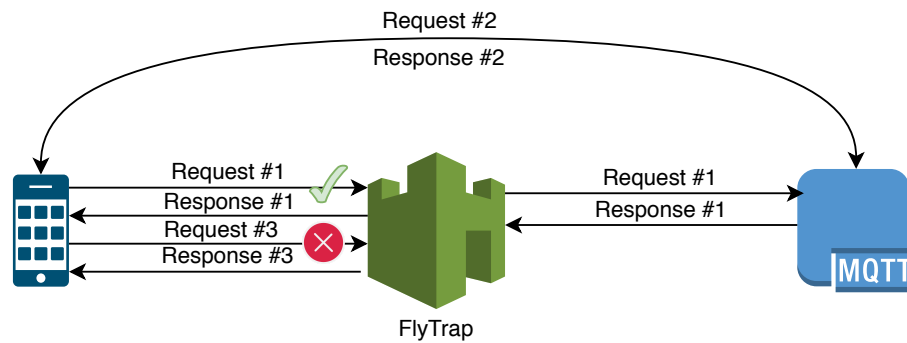 Request #2
Response #2
Request #1
Response #1
Request #3
Response #3
Request #1
Response #1
MQTT
FlyTrap